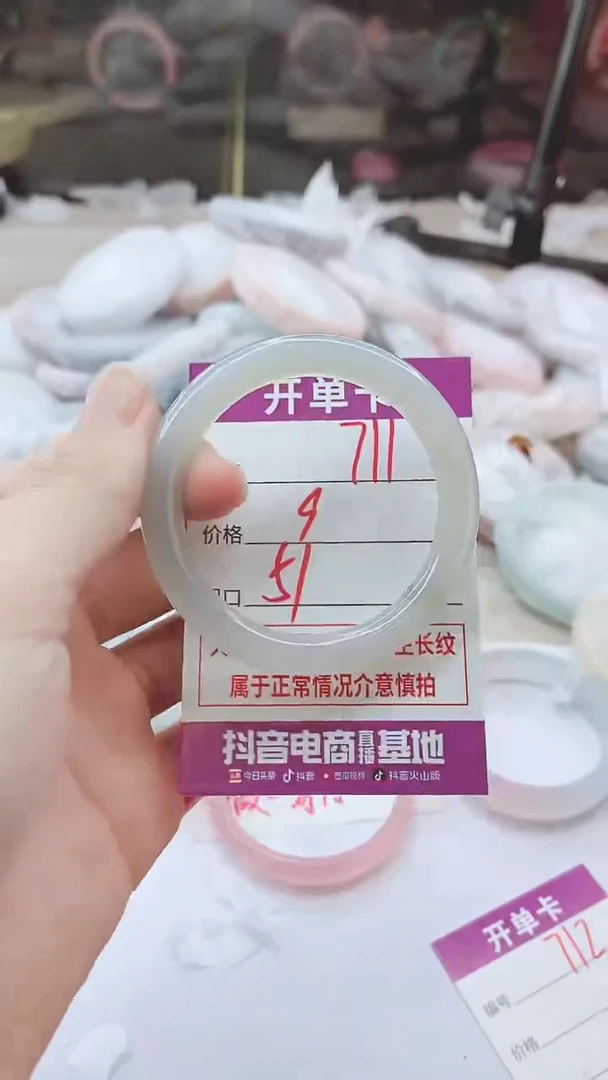 开单卡
711
价格 9
口 51
生长纹
属于正常情况介意慎拍
抖音电商直播基地
今日头条 抖音 西瓜视频 抖音火山版
开单卡
编号 712
价格